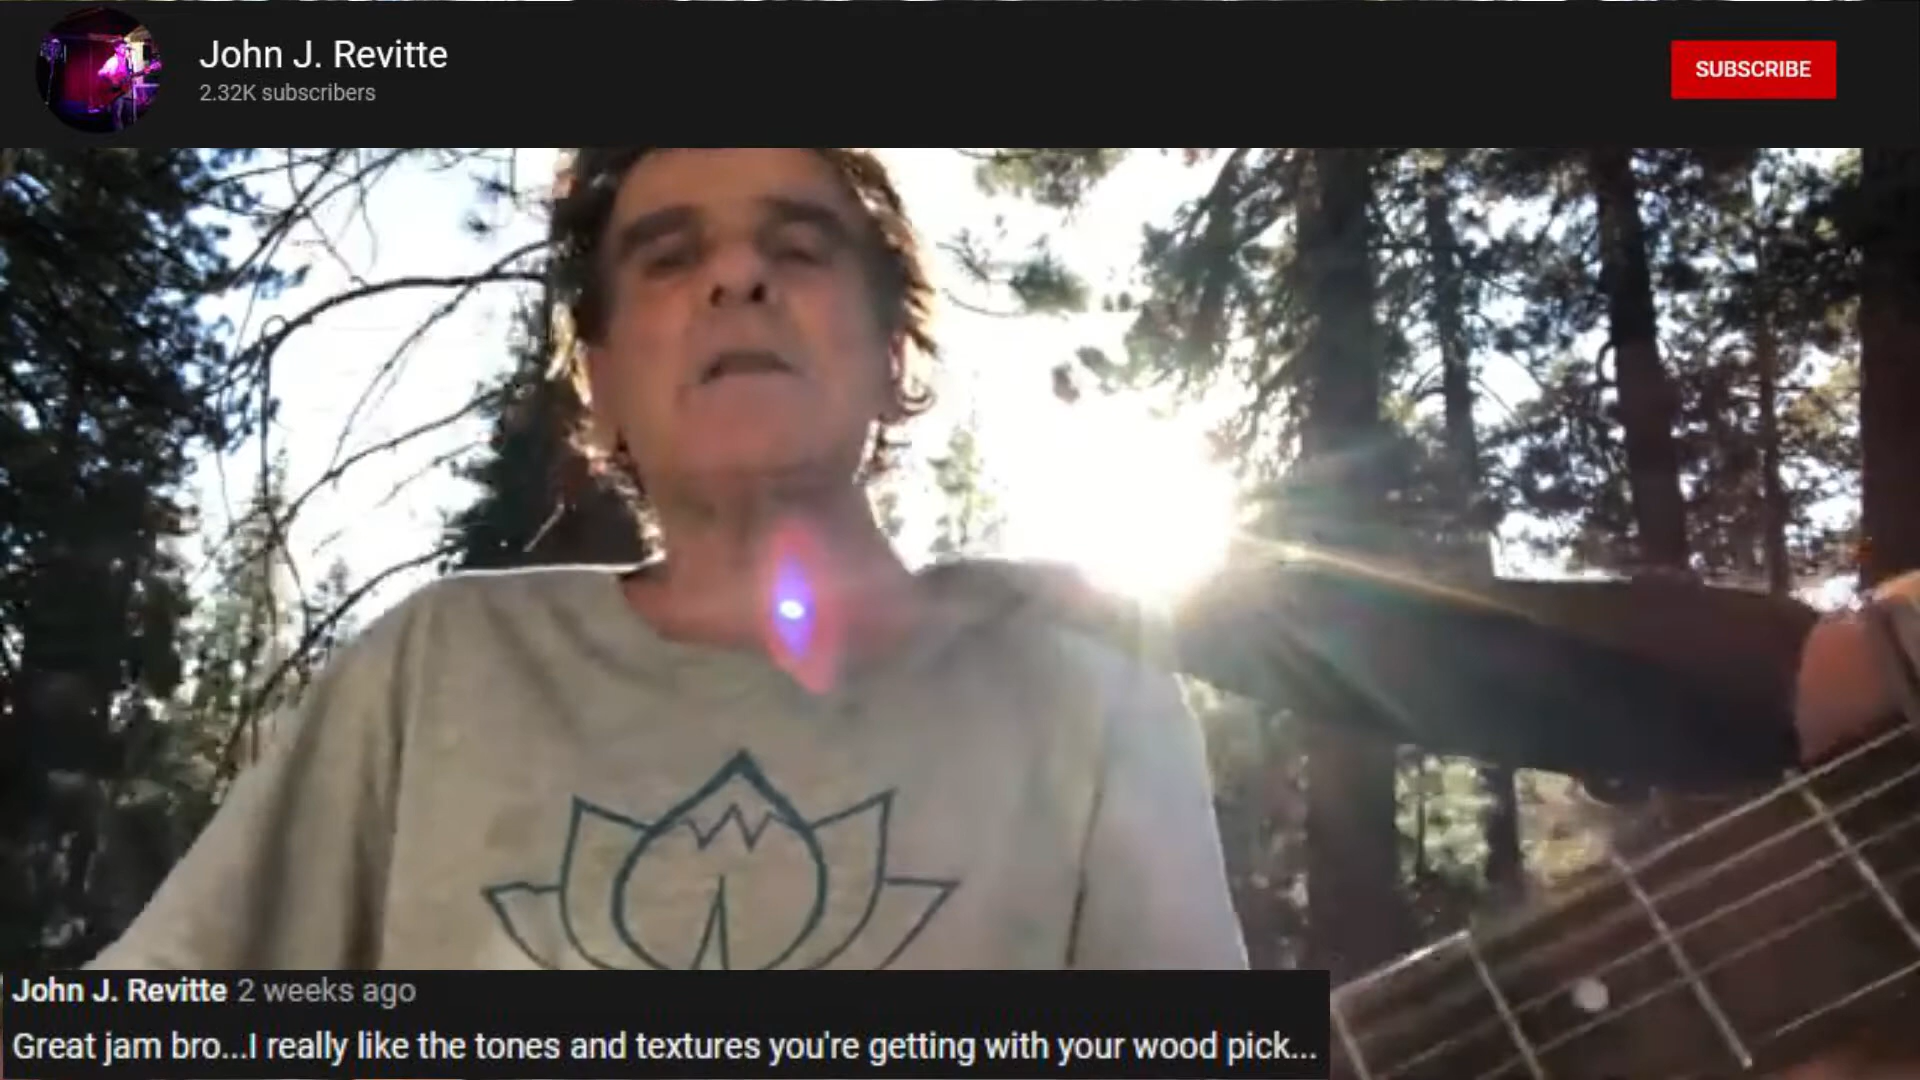 John J. Revitte
2.32K subscribers
SUBSCRIBE
John J. Revitte 2 weeks ago
Great jam bro...I really like the tones and textures you're getting with your wood pick...